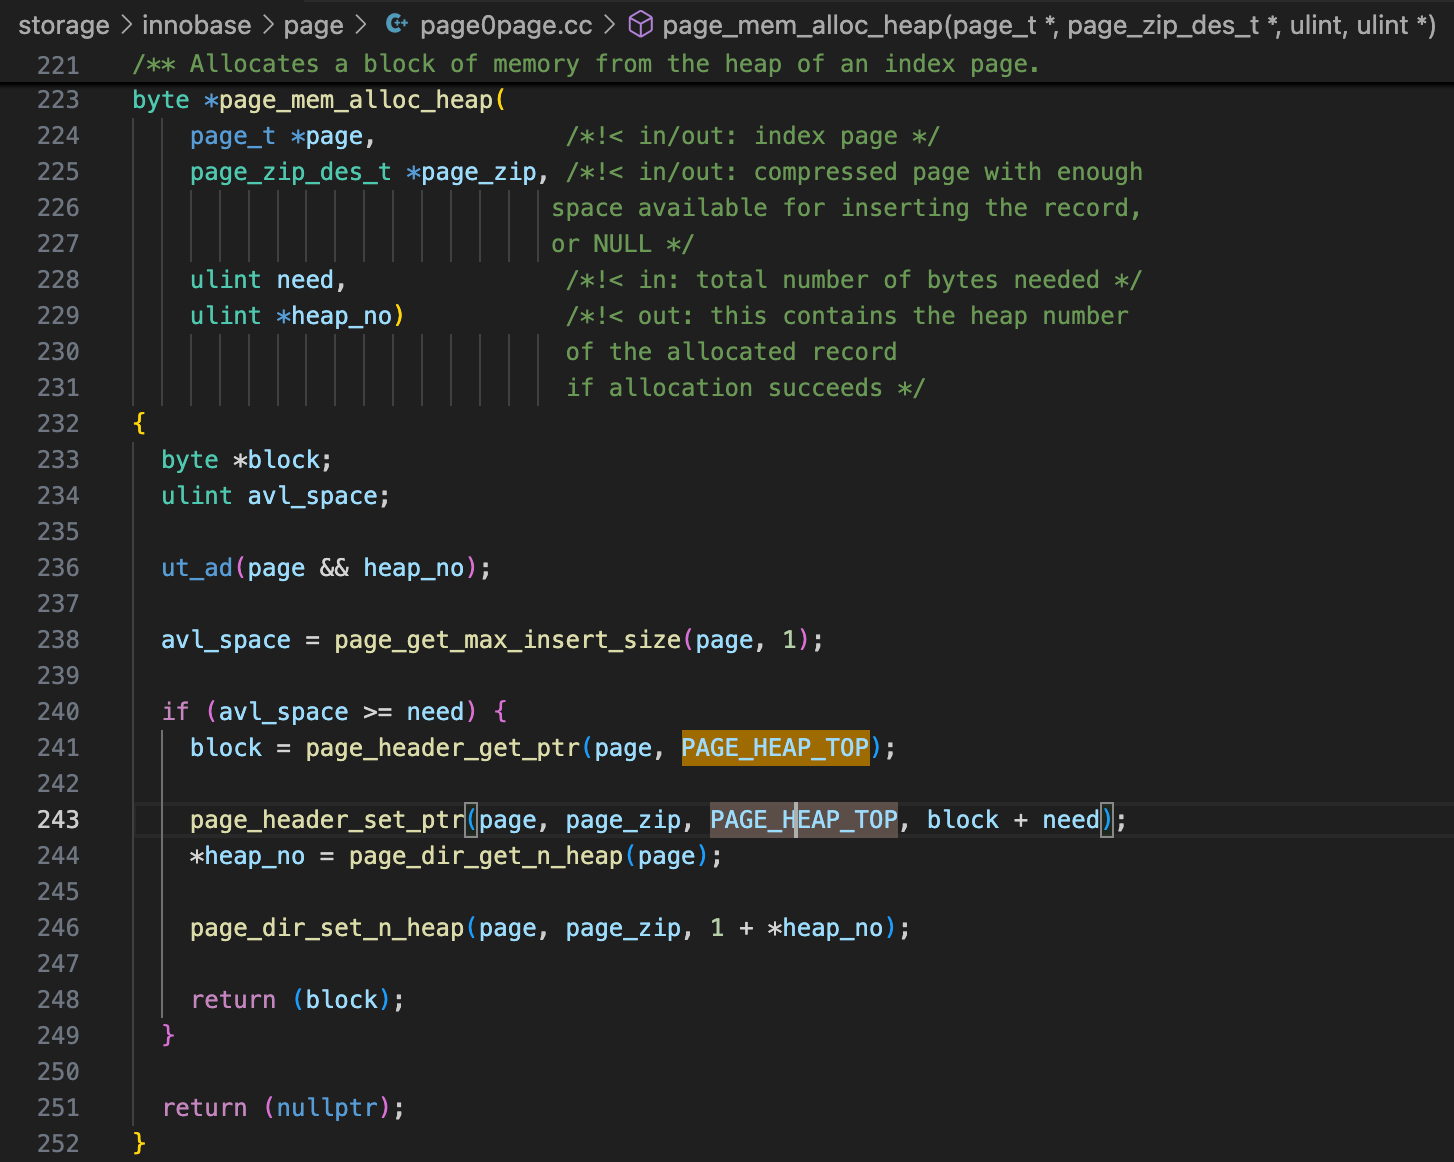 storage > innobase > page > page0page.cc > page_mem_alloc_heap(page_t *, page_zip_des_t *, ulint, ulint *)
221 /** Allocates a block of memory from the heap of an index page.
223 byte *page_mem_alloc_heap(
224 page_t *page, /*!< in/out: index page */
225 page_zip_des_t *page_zip, /*!< in/out: compressed page with enough
226 space available for inserting the record,
227 or NULL */
228 ulint need, /*!< in: total number of bytes needed */
229 ulint *heap_no) /*!< out: this contains the heap number
230 of the allocated record
231 if allocation succeeds */
232 {
233 byte *block;
234 ulint avl_space;
235
236 ut_ad(page && heap_no);
237
238 avl_space = page_get_max_insert_size(page, 1);
239
240 if (avl_space >= need) {
241 block = page_header_get_ptr(page, PAGE_HEAP_TOP);
242
243 page_header_set_ptr(page, page_zip, PAGE_HEAP_TOP, block + need);
244 *heap_no = page_dir_get_n_heap(page);
245
246 page_dir_set_n_heap(page, page_zip, 1 + *heap_no);
247
248 return (block);
249 }
250
251 return (nullptr);
252 }